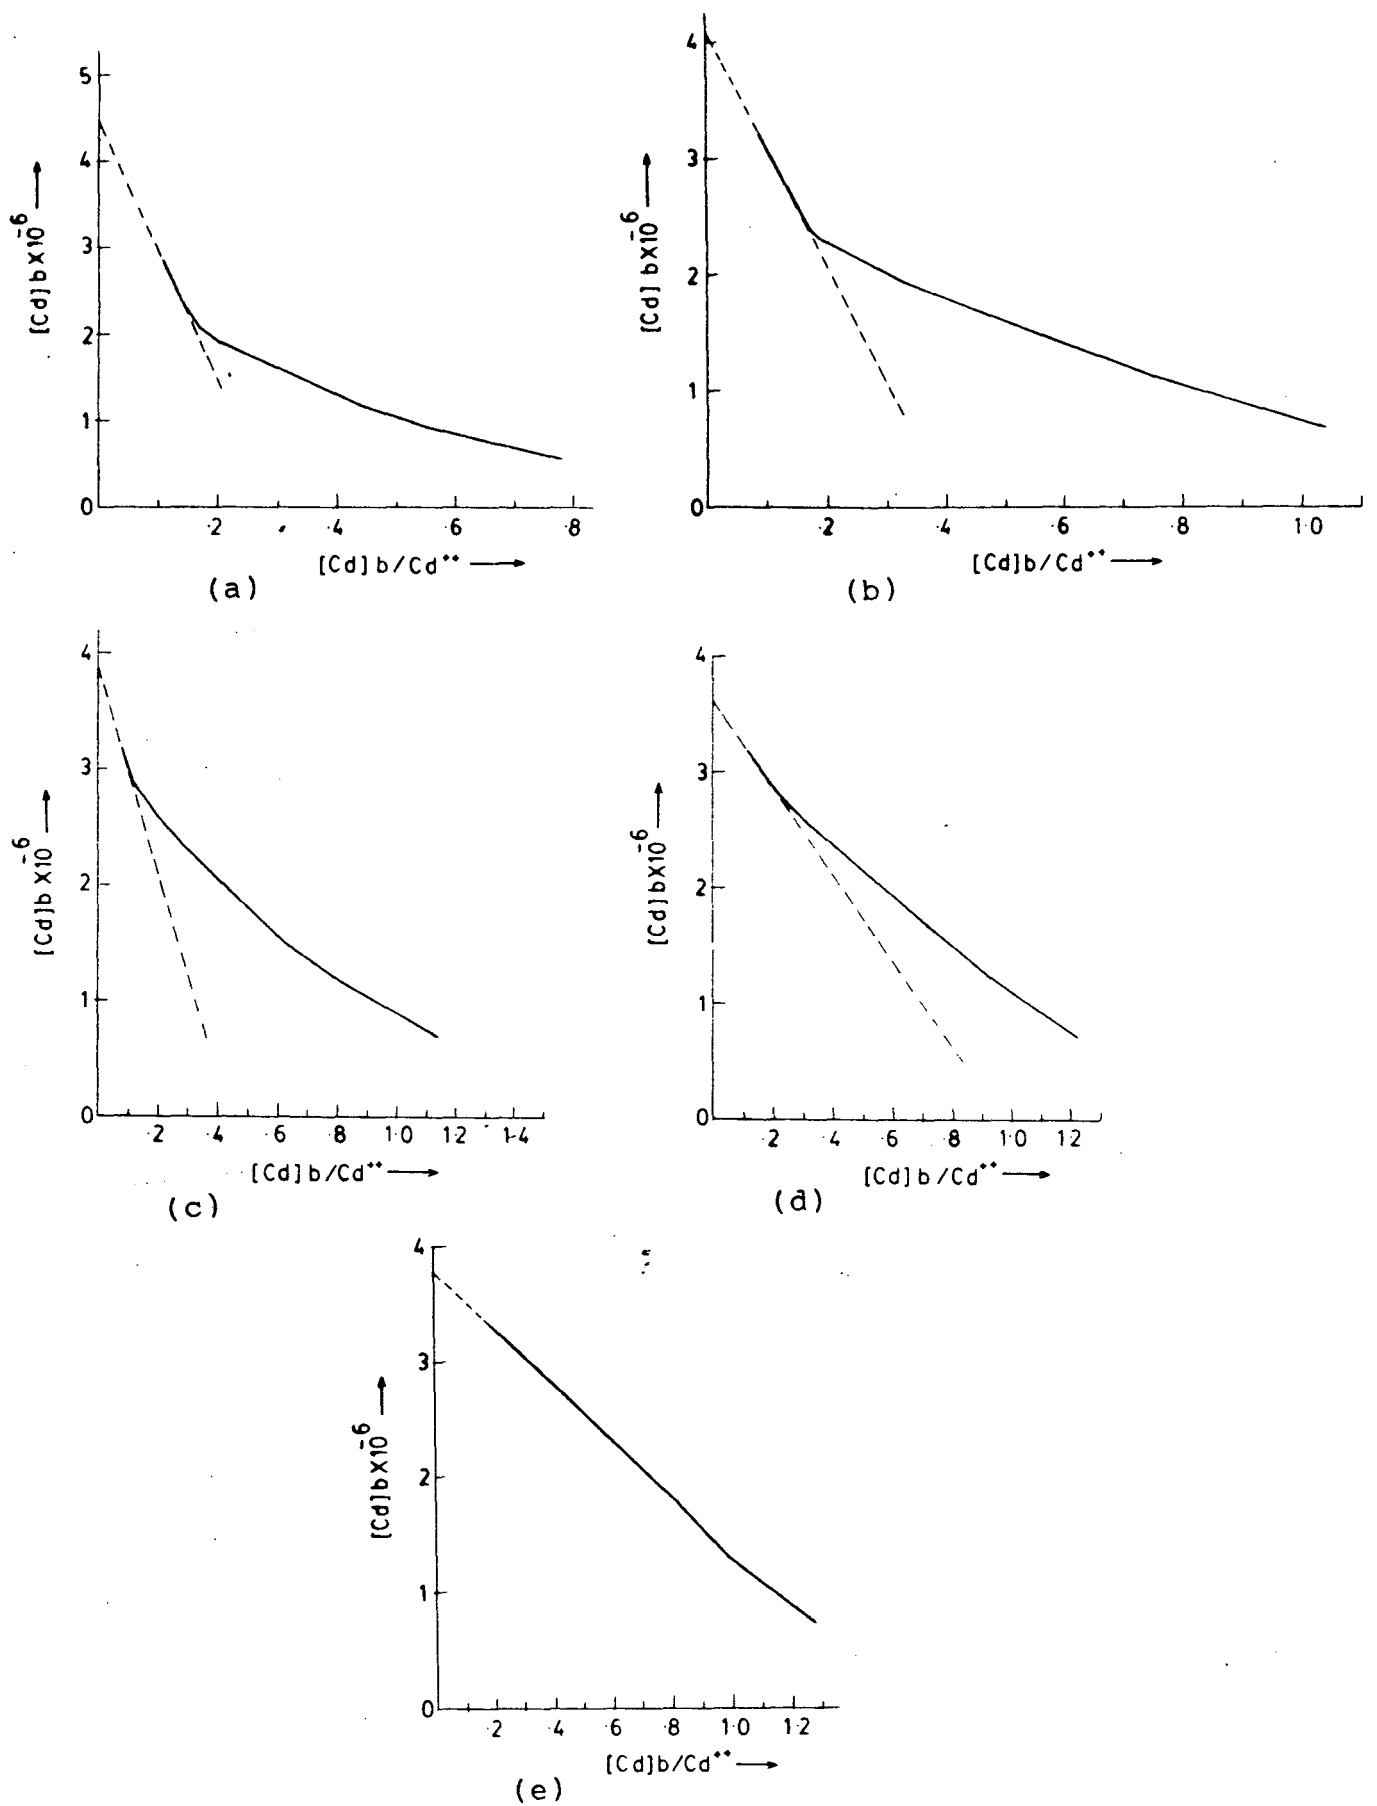 5
4
3
2
1
0
[Cd]b X10⁻⁶
·2 ·4 ·6 ·8
[Cd]b/Cd⁺⁺
(a)
4
3
2
1
0
[Cd]b X10⁻⁶
·2 ·4 ·6 ·8 1·0
[Cd]b/Cd⁺⁺
(b)
4
3
2
1
0
[Cd]b X10⁻⁶
·2 ·4 ·6 ·8 1·0 1·2 1·4
[Cd]b/Cd⁺⁺
(c)
4
3
2
1
0
[Cd]b X10⁻⁶
·2 ·4 ·6 ·8 1·0 1·2
[Cd]b/Cd⁺⁺
(d)
4
3
2
1
0
[Cd]b X10⁻⁶
·2 ·4 ·6 ·8 1·0 1·2
[Cd]b/Cd⁺⁺
(e)